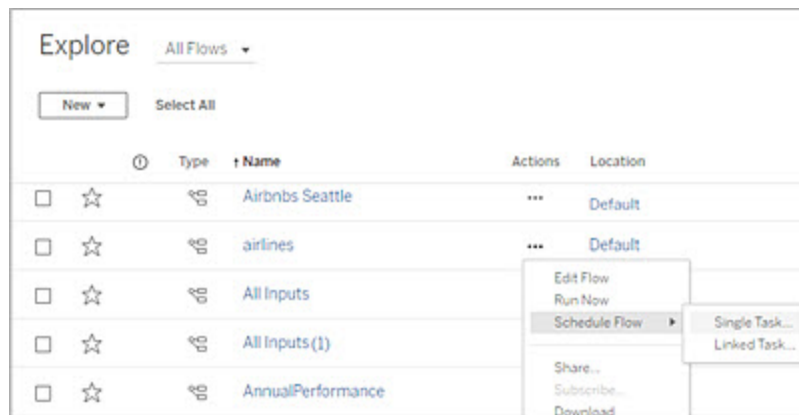 Explore All Flows
New Select All
Type Name Actions Location
Airbnbs Seattle ... Default
airlines ... Default
Edit Flow
All Inputs
Run Now
Schedule Flow Single Task...
All Inputs (1) Linked Task...
Share...
Subscribe...
AnnualPerformance
Download